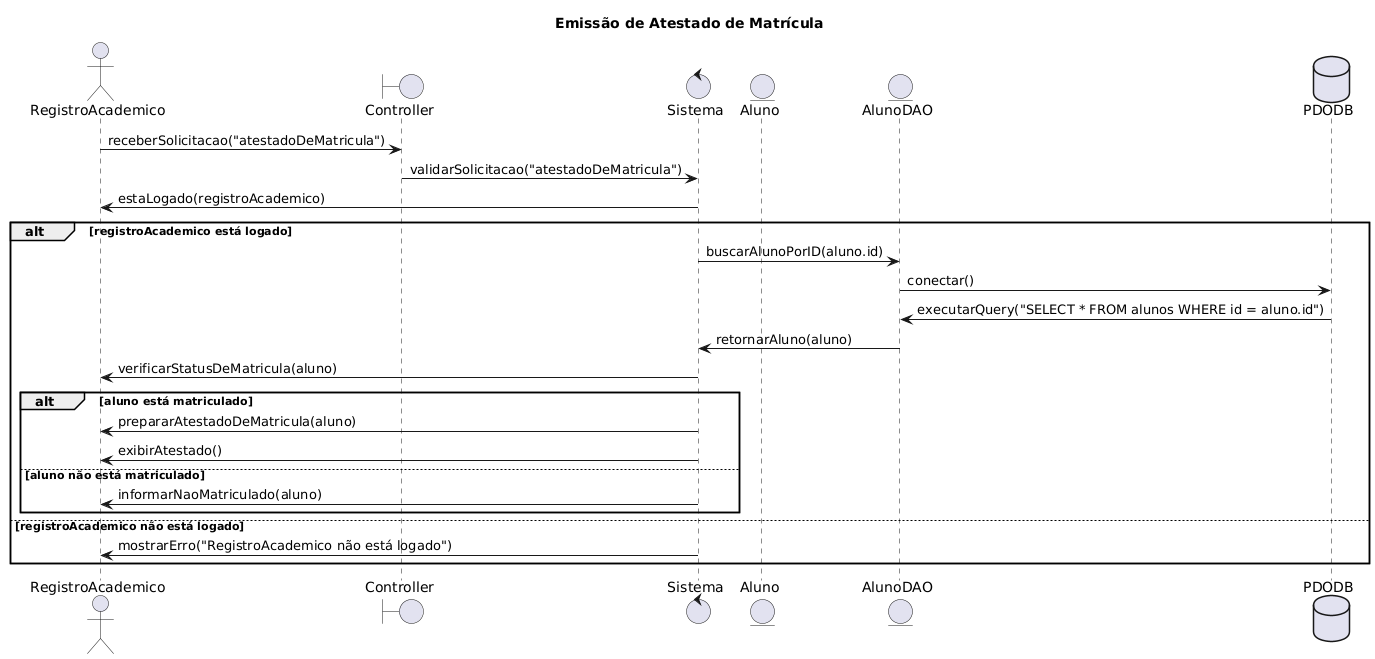 Emissão de Atestado de Matrícula
RegistroAcademico
Controller
Sistema
Aluno
AlunoDAO
PDODB
receberSolicitacao("atestadoDeMatricula")
validarSolicitacao("atestadoDeMatricula")
estaLogado(registroAcademico)
alt [registroAcademico está logado]
buscarAlunoPorID(aluno.id)
conectar()
executarQuery("SELECT * FROM alunos WHERE id = aluno.id")
retornarAluno(aluno)
verificarStatusDeMatricula(aluno)
alt [aluno está matriculado]
prepararAtestadoDeMatricula(aluno)
exibirAtestado()
[aluno não está matriculado]
informarNaoMatriculado(aluno)
[registroAcademico não está logado]
mostrarErro("RegistroAcademico não está logado")
RegistroAcademico
Controller
Sistema
Aluno
AlunoDAO
PDODB